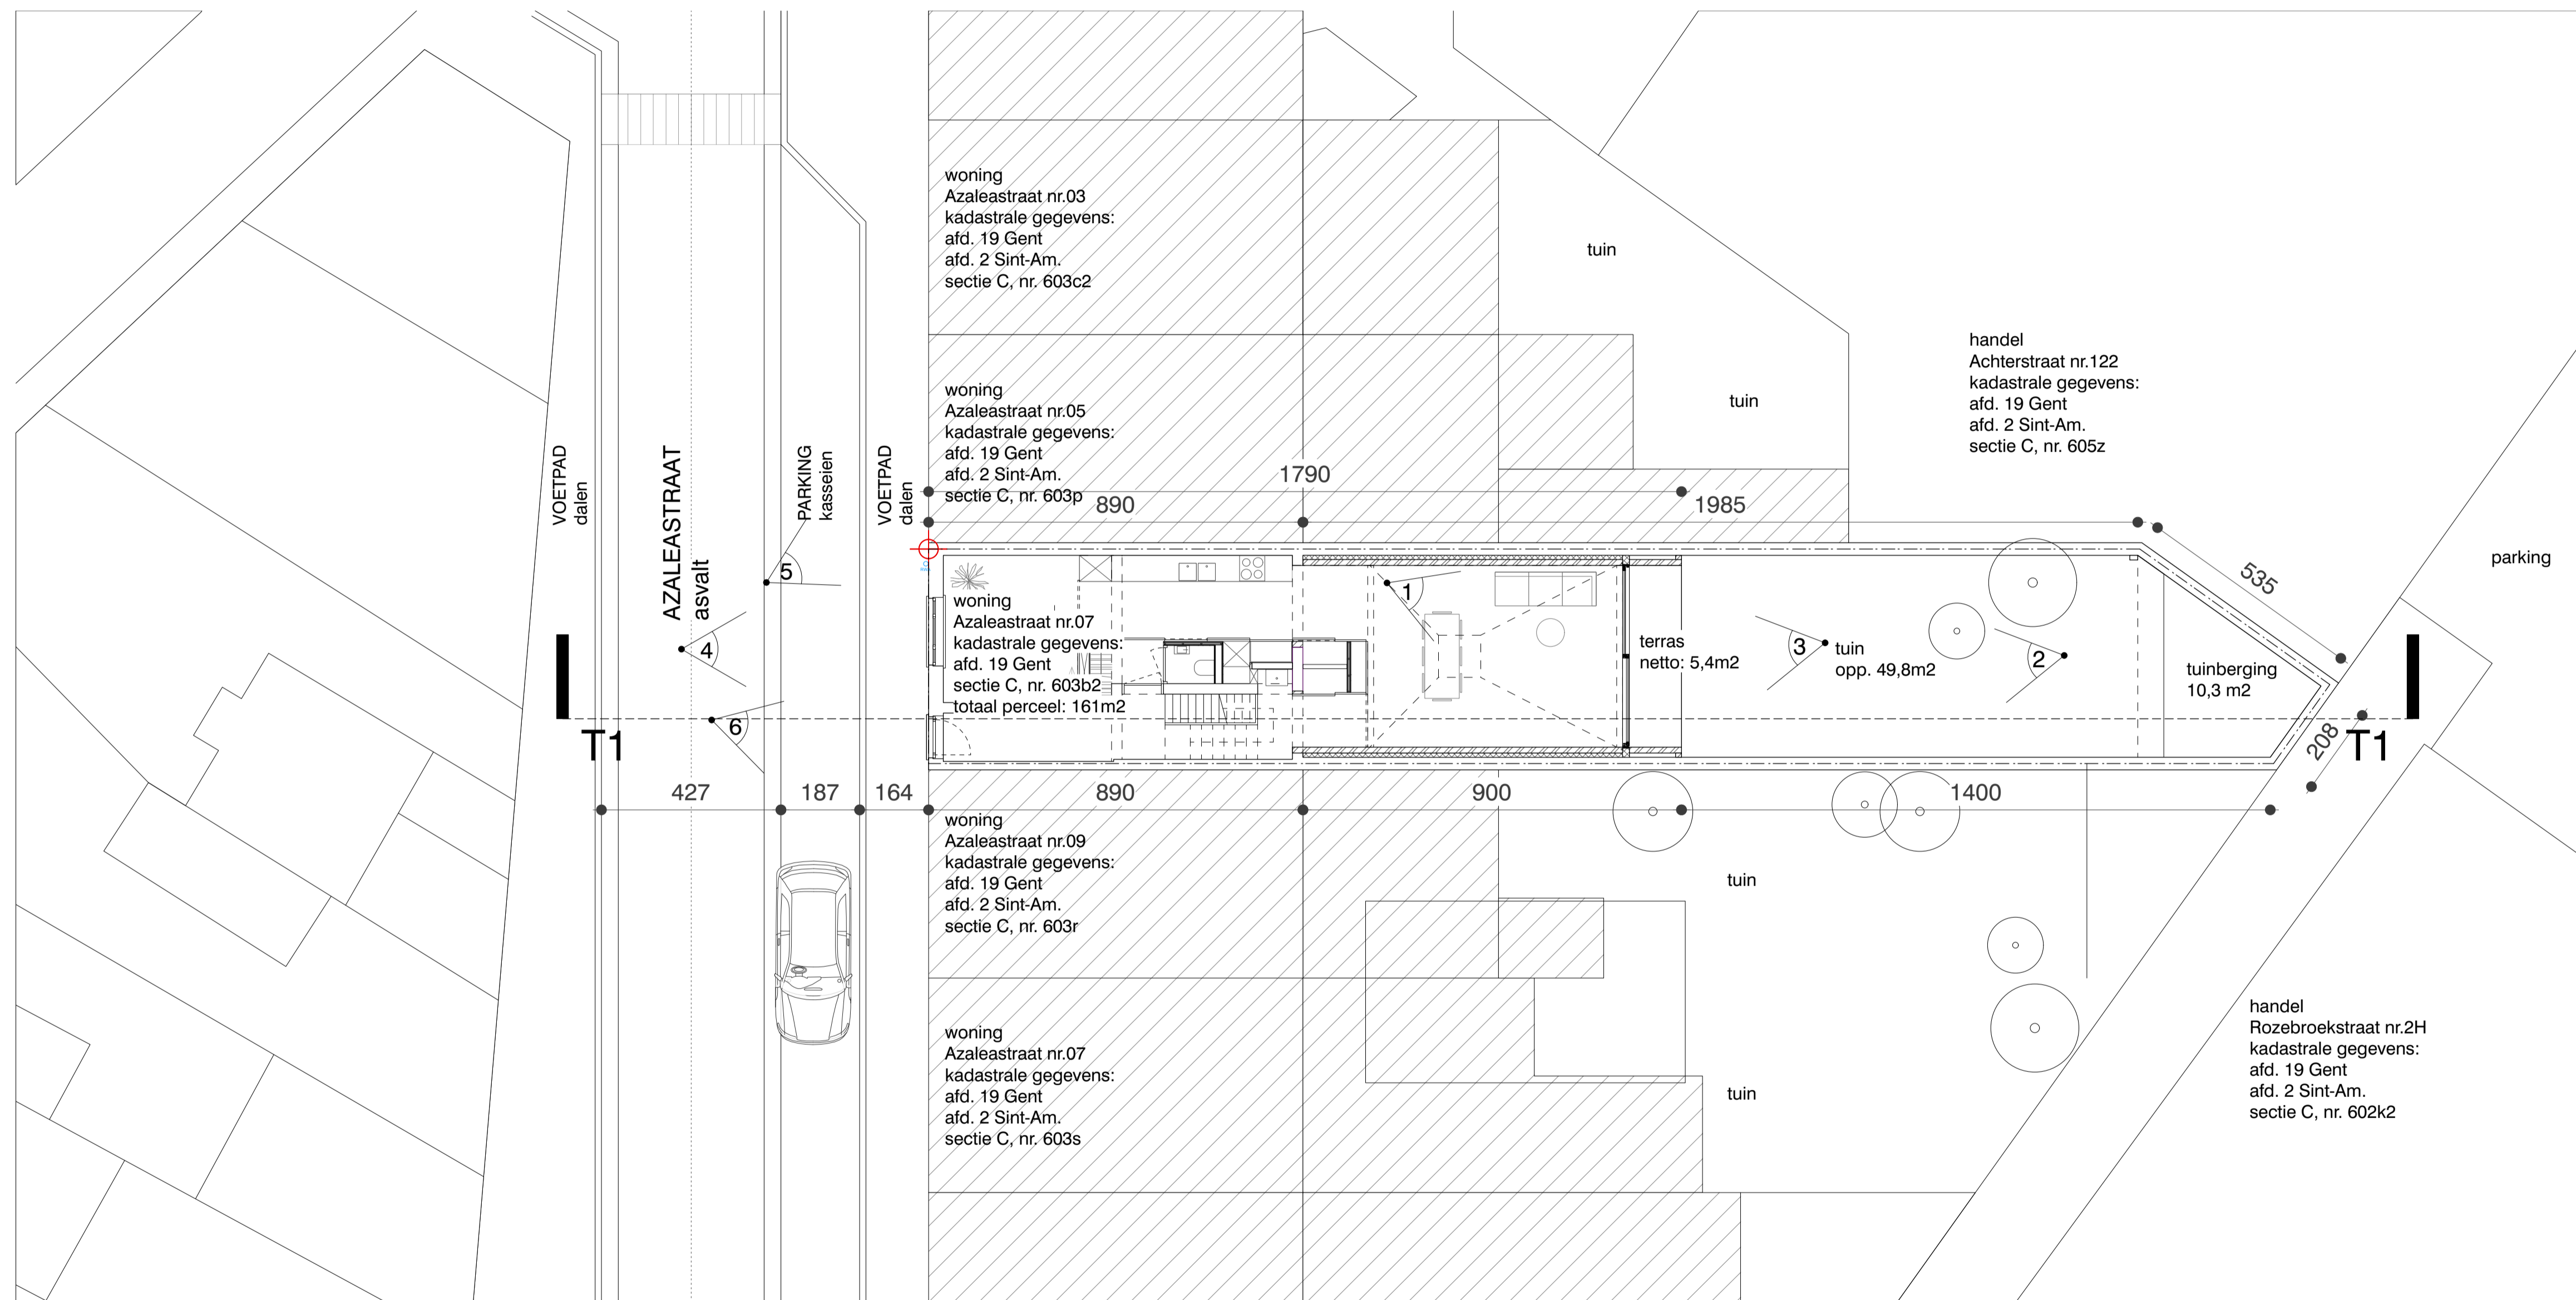 woning
Azaleastraat nr.03
kadastrale gegevens:
afd. 19 Gent
afd. 2 Sint-Am.
sectie C, nr. 603c2
tuin
woning
Azaleastraat nr.05
kadastrale gegevens:
afd. 19 Gent
afd. 2 Sint-Am.
sectie C, nr. 603p
tuin
handel
Achterstraat nr.122
kadastrale gegevens:
afd. 19 Gent
afd. 2 Sint-Am.
sectie C, nr. 605z
VOETPAD
dalen
AZALEASTRAAT
asvalt
PARKING
kasseien
VOETPAD
dalen
1790
890
1985
535
parking
5
4
6
1
3
2
woning
Azaleastraat nr.07
kadastrale gegevens:
afd. 19 Gent
sectie C, nr. 603b2
totaal perceel: 161m2
terras
netto: 5,4m2
tuin
opp. 49,8m2
tuinberging
10,3 m2
T1
208
T1
427
187
164
890
900
1400
woning
Azaleastraat nr.09
kadastrale gegevens:
afd. 19 Gent
afd. 2 Sint-Am.
sectie C, nr. 603r
tuin
woning
Azaleastraat nr.07
kadastrale gegevens:
afd. 19 Gent
afd. 2 Sint-Am.
sectie C, nr. 603s
tuin
handel
Rozebroekstraat nr.2H
kadastrale gegevens:
afd. 19 Gent
afd. 2 Sint-Am.
sectie C, nr. 602k2